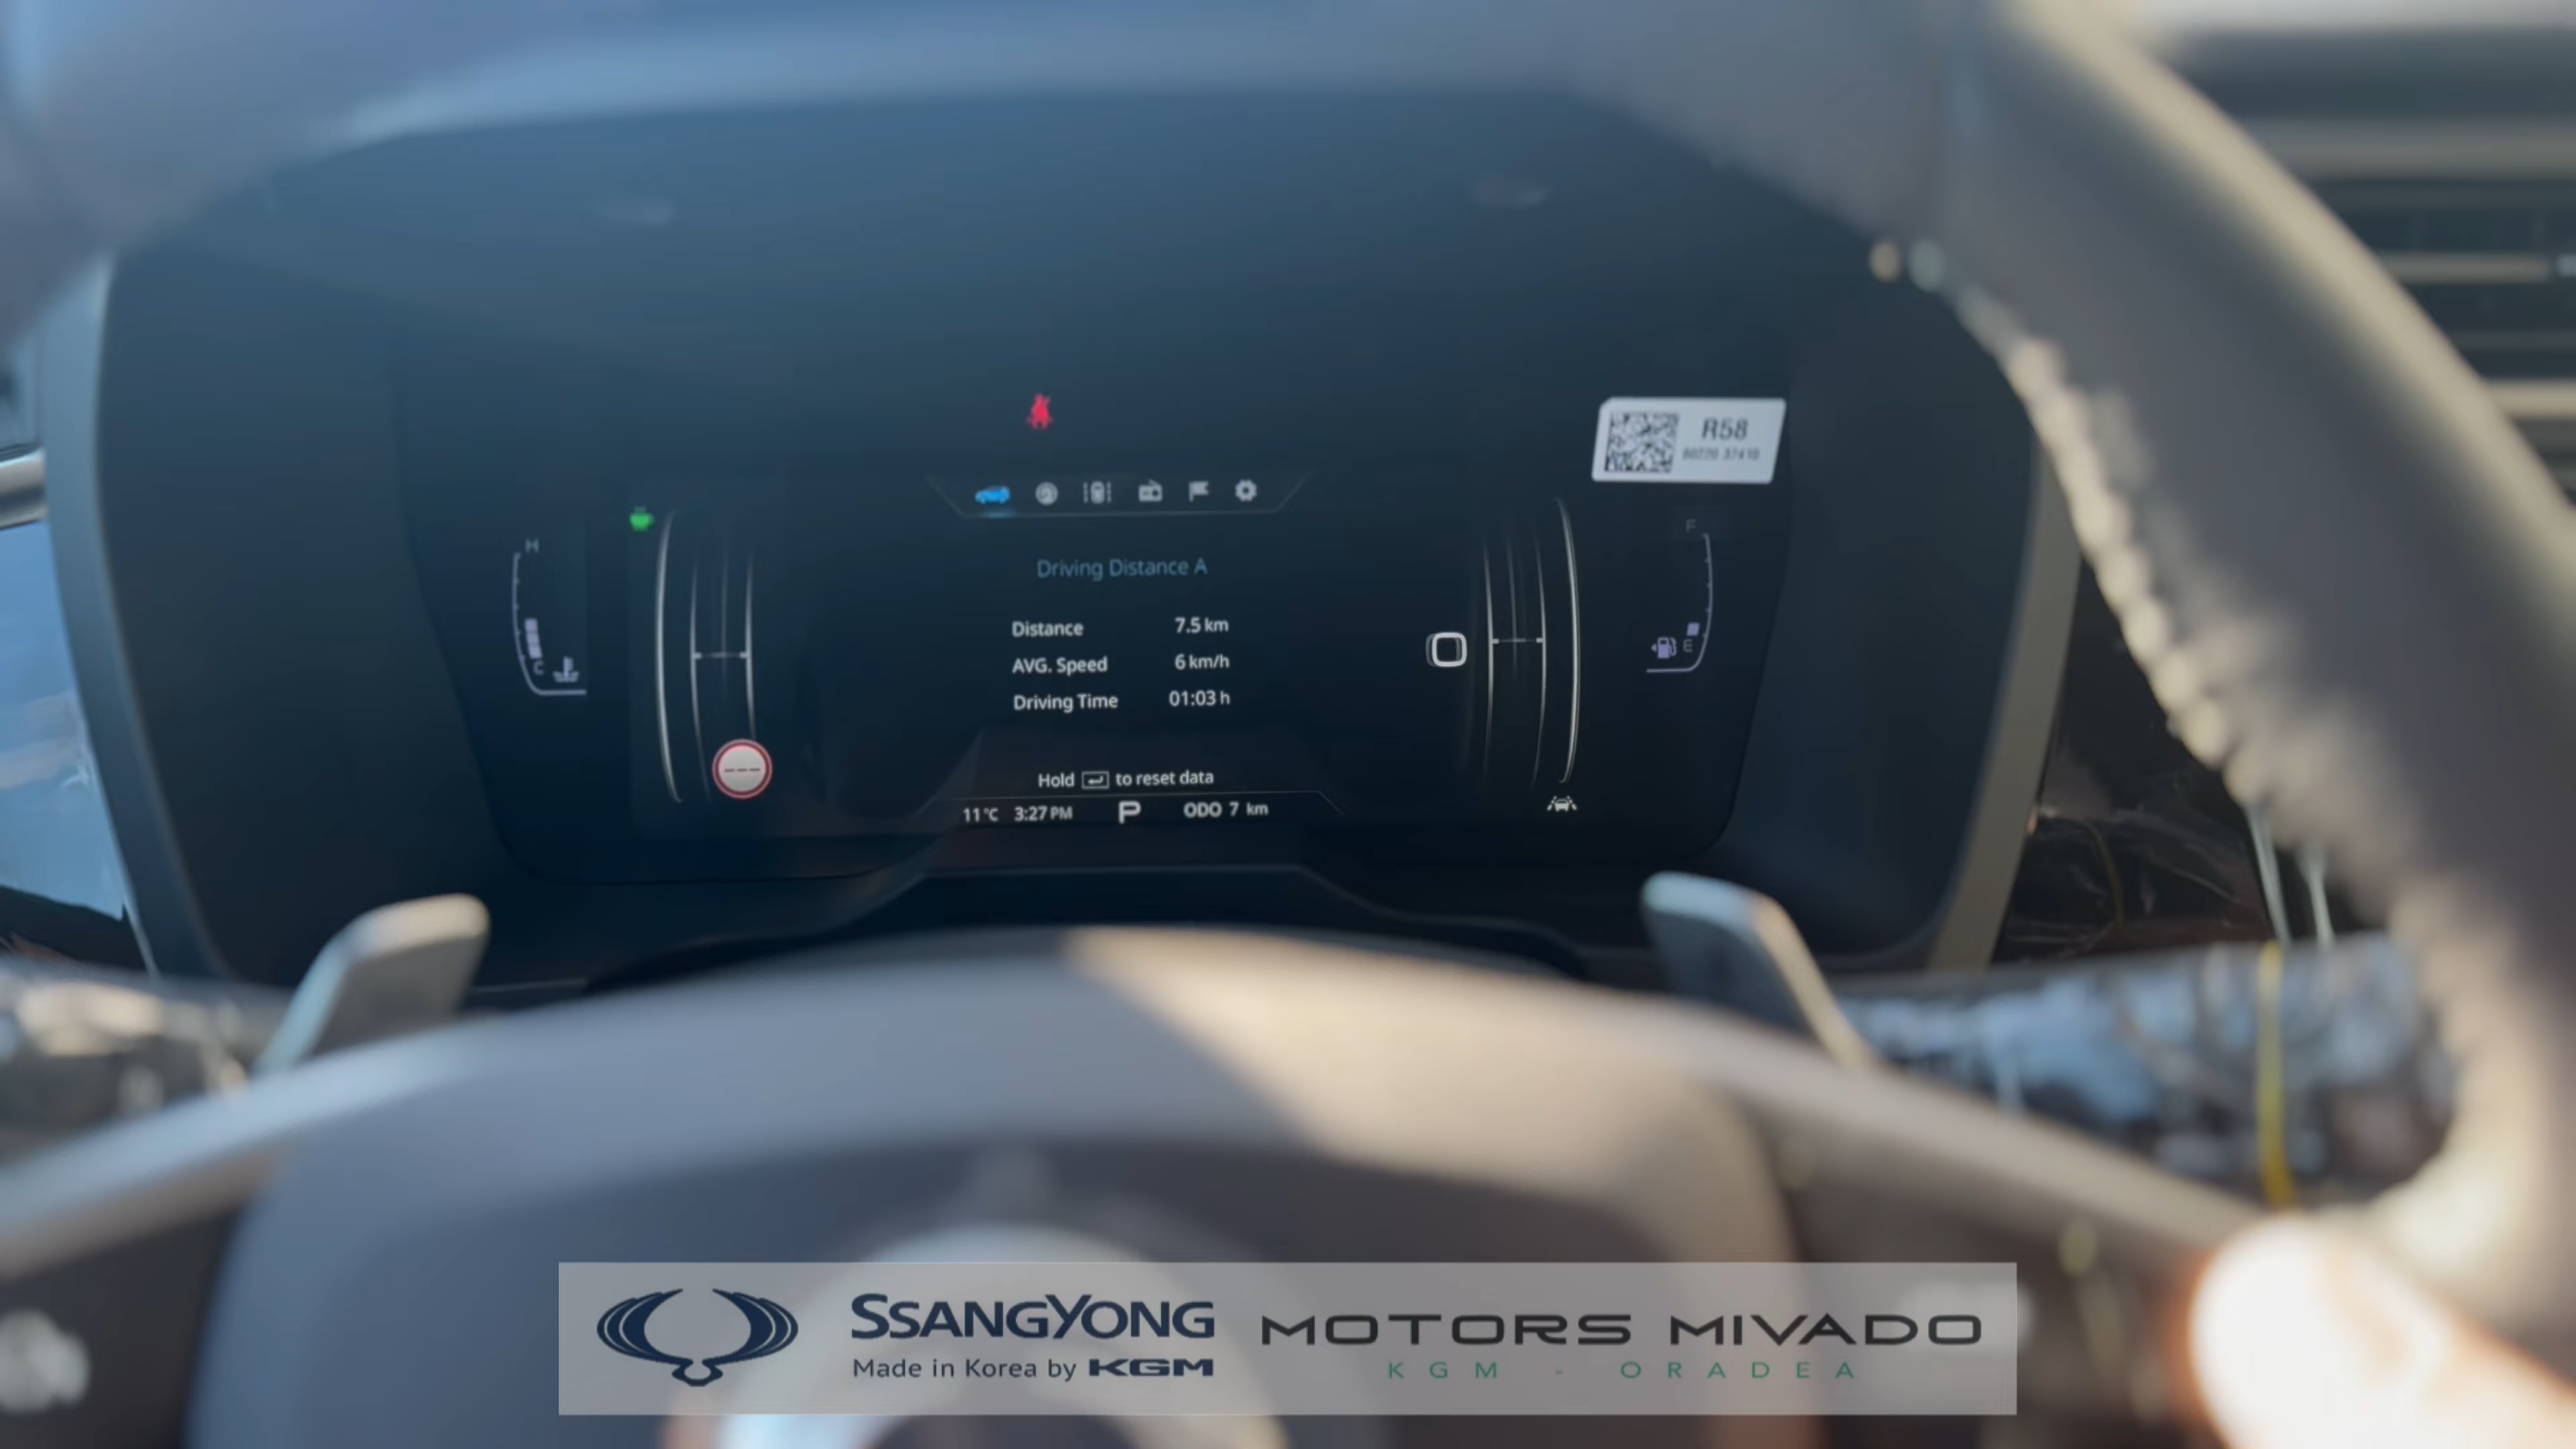 R58
H
F
Driving Distance A
Distance 7.5 km
AVG. Speed 6 km/h
E
C
Driving Time 01:03 h
---
Hold to reset data
11°C 3:27 PM P ODO 7 km
SSANGYONG
Made in Korea by KGM
MOTORS MIVADO
KGM - ORADEA